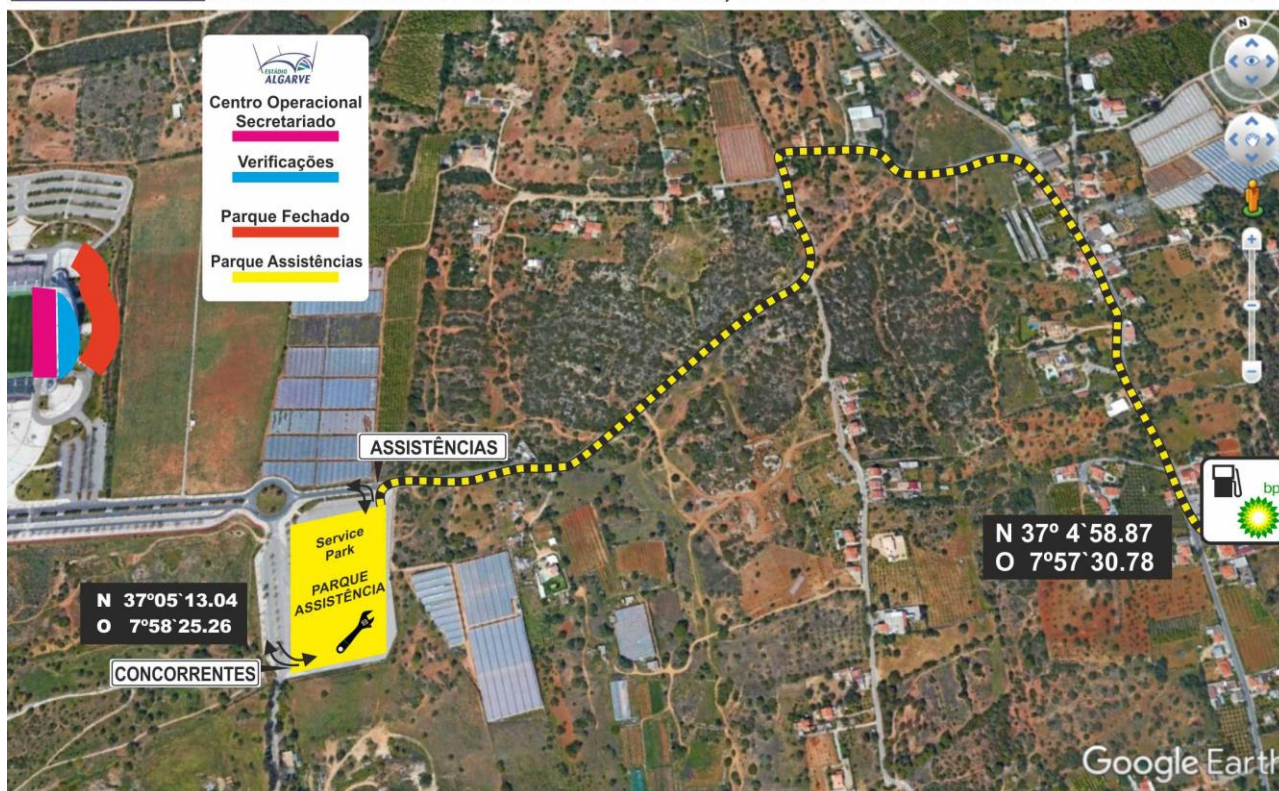 ESTÁDIO
ALGARVE
Centro Operacional
Secretariado
Verificações
Parque Fechado
Parque Assistências
N
ASSISTÊNCIAS
Service
Park
PARQUE
ASSISTÊNCIA
N 37º05`13.04
O 7º58`25.26
CONCORRENTES
N 37º 4`58.87
O 7º57`30.78
bp
Google Earth